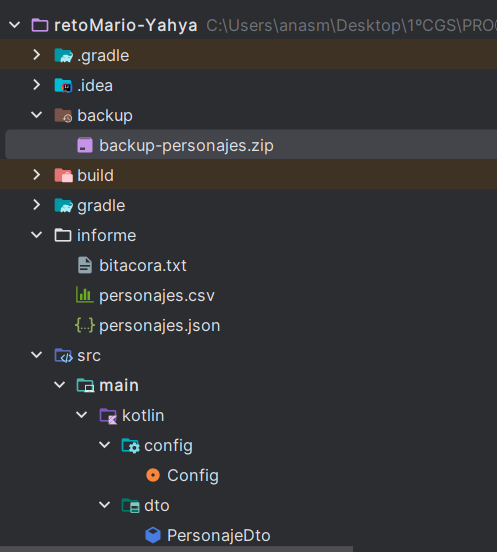 retoMario-Yahya C:\Users\anasm\Desktop\1ºCGS\PRO
.gradle
.idea
backup
backup-personajes.zip
build
gradle
informe
bitacora.txt
personajes.csv
personajes.json
src
main
kotlin
config
Config
dto
PersonajeDto